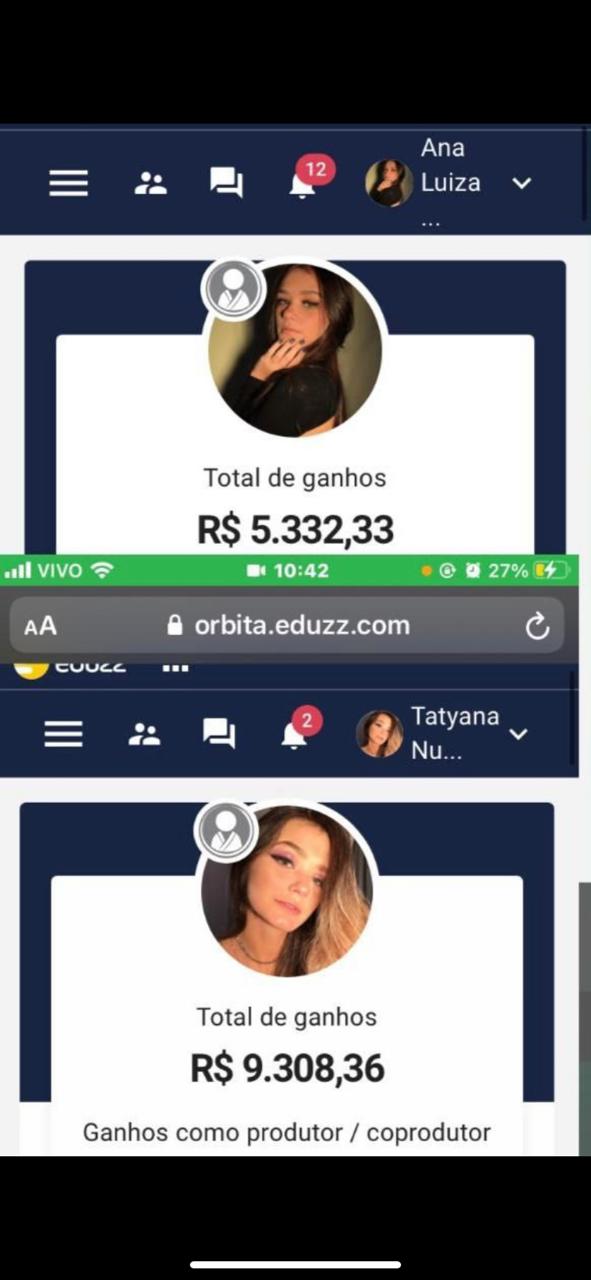 12
Ana
Luiza
...
Total de ganhos
R$ 5.332,33
VIVO 10:42 27%
AA orbita.eduzz.com
eduzz
2
Tatyana
Nu...
Total de ganhos
R$ 9.308,36
Ganhos como produtor / coprodutor